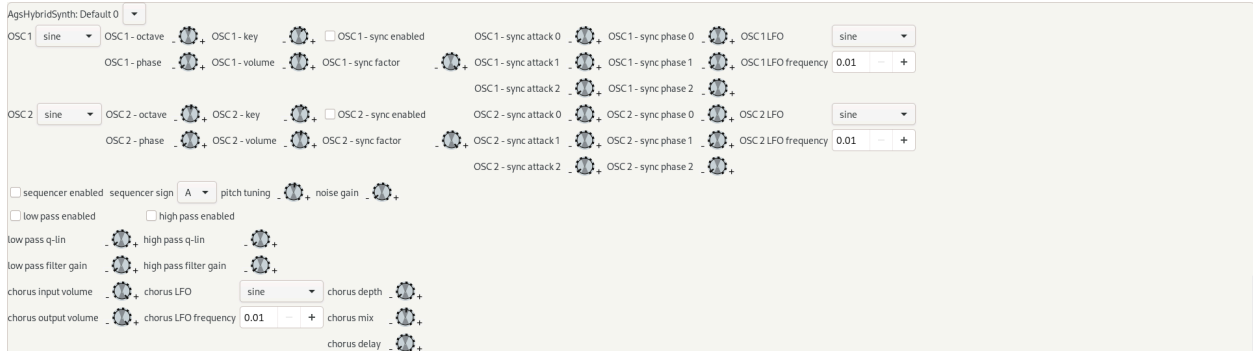 AgsHybridSynth: Default 0
OSC 1 sine OSC 1 - octave - + OSC 1 - key - + OSC 1 - sync enabled OSC 1 - sync attack 0 - + OSC 1 - sync phase 0 - + OSC 1 LFO sine
OSC 1 - phase - + OSC 1 - volume - + OSC 1 - sync factor - + OSC 1 - sync attack 1 - + OSC 1 - sync phase 1 - + OSC 1 LFO frequency 0.01 - +
OSC 1 - sync attack 2 - + OSC 1 - sync phase 2 - +
OSC 2 sine OSC 2 - octave - + OSC 2 - key - + OSC 2 - sync enabled OSC 2 - sync attack 0 - + OSC 2 - sync phase 0 - + OSC 2 LFO sine
OSC 2 - phase - + OSC 2 - volume - + OSC 2 - sync factor - + OSC 2 - sync attack 1 - + OSC 2 - sync phase 1 - + OSC 2 LFO frequency 0.01 - +
OSC 2 - sync attack 2 - + OSC 2 - sync phase 2 - +
sequencer enabled sequencer sign A pitch tuning - + noise gain - +
low pass enabled high pass enabled
low pass q-lin - + high pass q-lin - +
low pass filter gain - + high pass filter gain - +
chorus input volume - + chorus LFO sine chorus depth - +
chorus output volume - + chorus LFO frequency 0.01 - + chorus mix - +
chorus delay - +